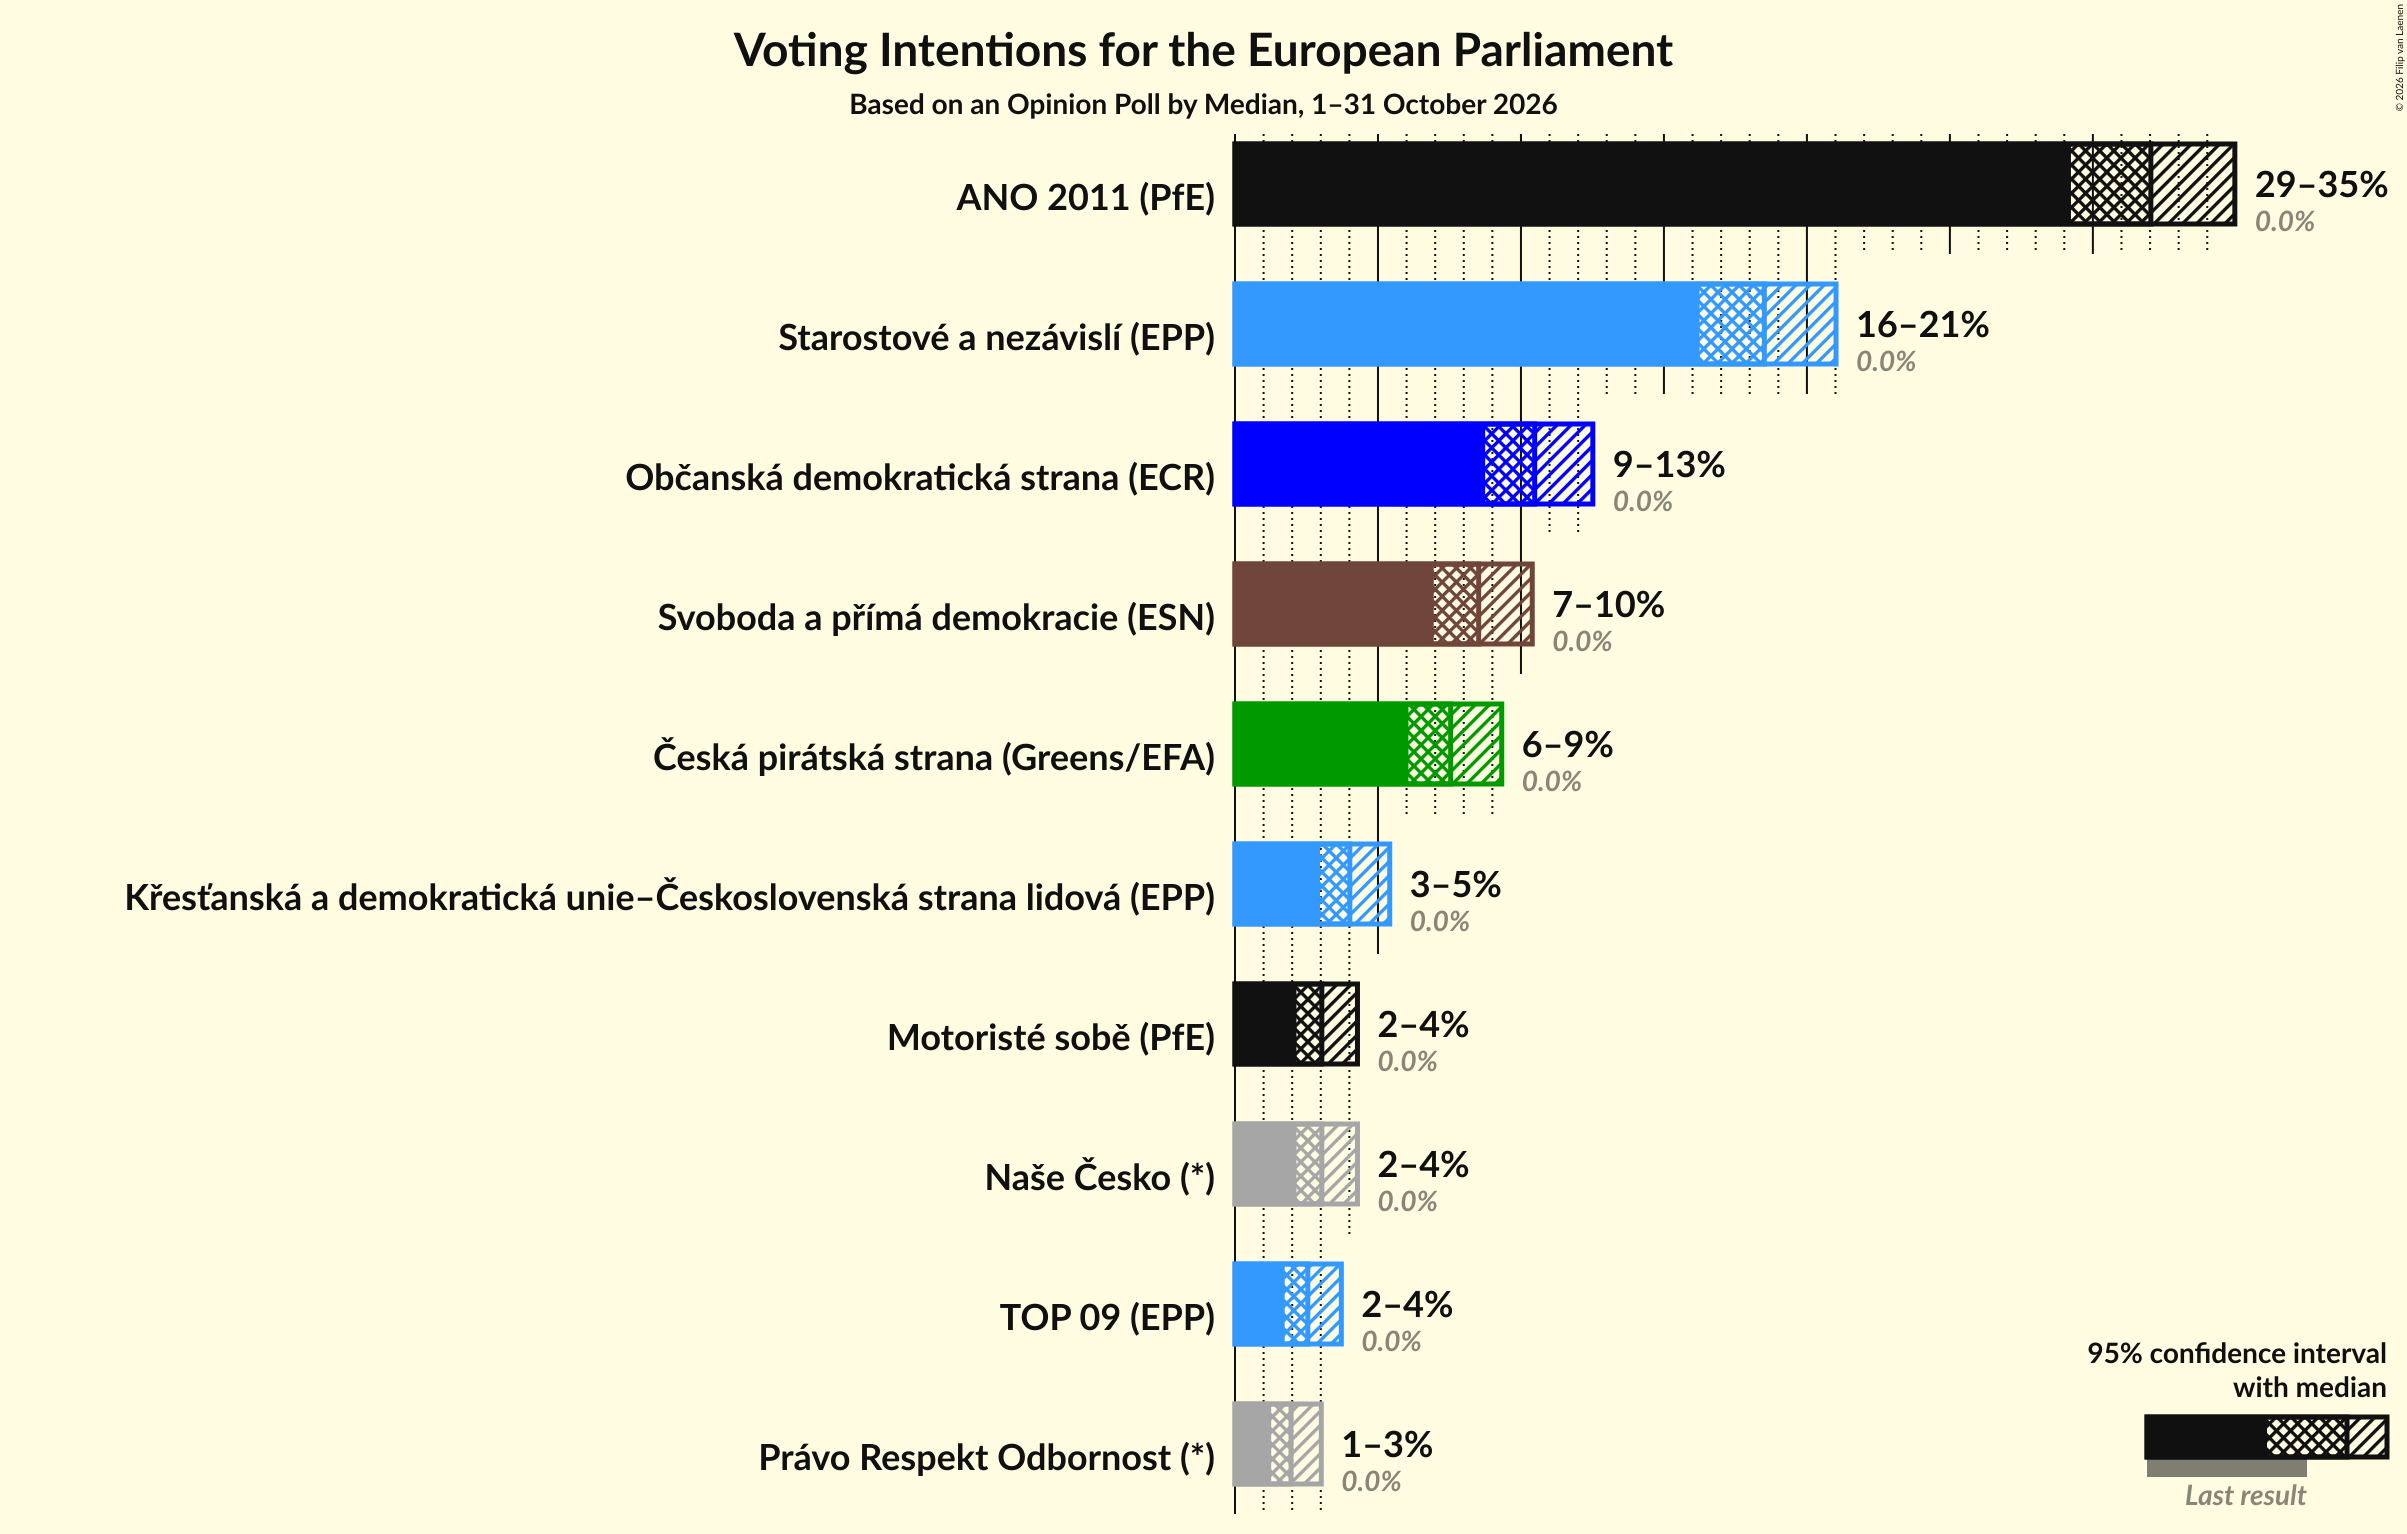 Voting Intentions for the European Parliament
Based on an Opinion Poll by Median, 1–31 October 2026
© 2026 Filip van Laenen
ANO 2011 (PfE)
29–35%
0.0%
Starostové a nezávislí (EPP)
16–21%
0.0%
Občanská demokratická strana (ECR)
9–13%
0.0%
Svoboda a přímá demokracie (ESN)
7–10%
0.0%
Česká pirátská strana (Greens/EFA)
6–9%
0.0%
Křesťanská a demokratická unie–Československá strana lidová (EPP)
3–5%
0.0%
Motoristé sobě (PfE)
2–4%
0.0%
Naše Česko (*)
2–4%
0.0%
TOP 09 (EPP)
2–4%
0.0%
Právo Respekt Odbornost (*)
1–3%
0.0%
95% confidence interval
with median
Last result